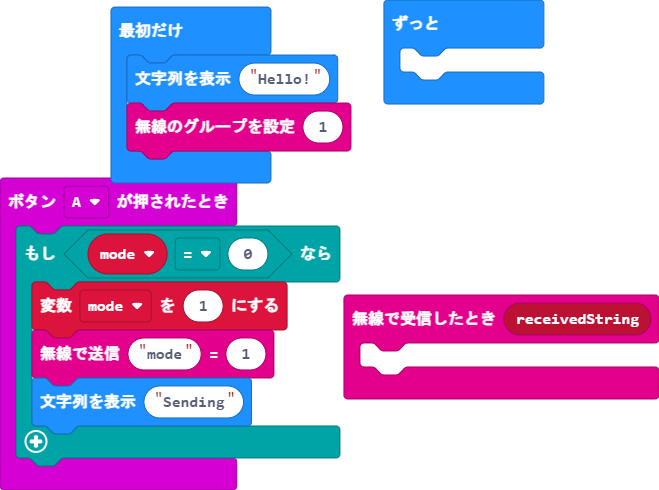 最初だけ
文字列を表示 "Hello!"
無線のグループを設定 1
ずっと
ボタン A が押されたとき
もし mode = 0 なら
変数 mode を 1 にする
無線で送信 "mode" = 1
文字列を表示 "Sending"
無線で受信したとき receivedString